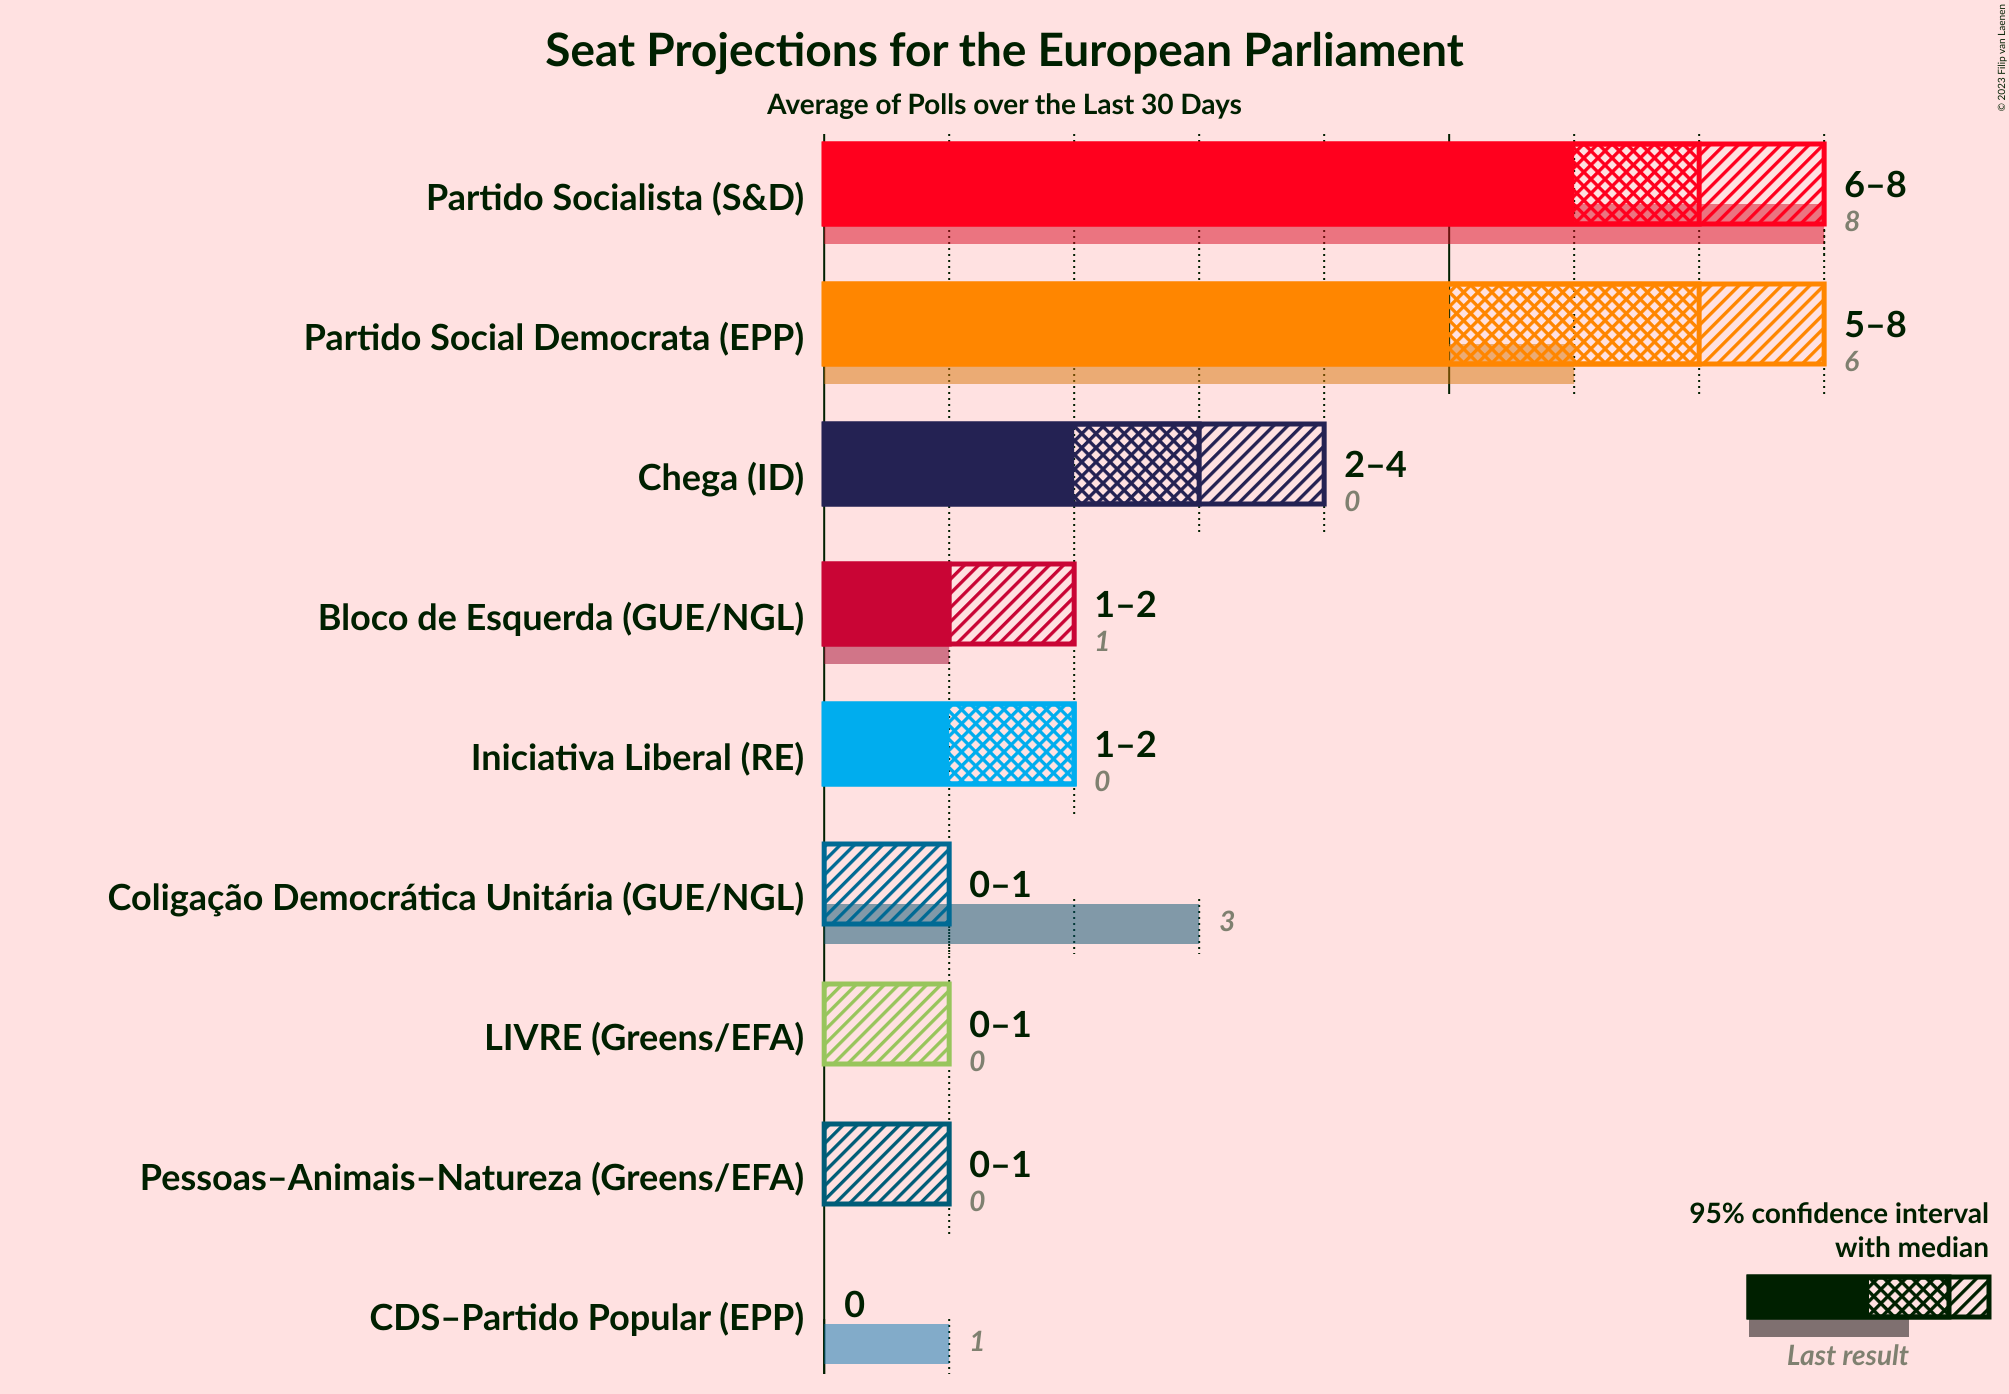 Seat Projections for the European Parliament
Average of Polls over the Last 30 Days
© 2023 Filip van Laenen
Partido Socialista (S&D)
6–8
8
Partido Social Democrata (EPP)
5–8
6
Chega (ID)
2–4
0
Bloco de Esquerda (GUE/NGL)
1–2
1
Iniciativa Liberal (RE)
1–2
0
Coligação Democrática Unitária (GUE/NGL)
0–1
3
LIVRE (Greens/EFA)
0–1
0
Pessoas–Animais–Natureza (Greens/EFA)
0–1
0
CDS–Partido Popular (EPP)
0
1
95% confidence interval
with median
Last result